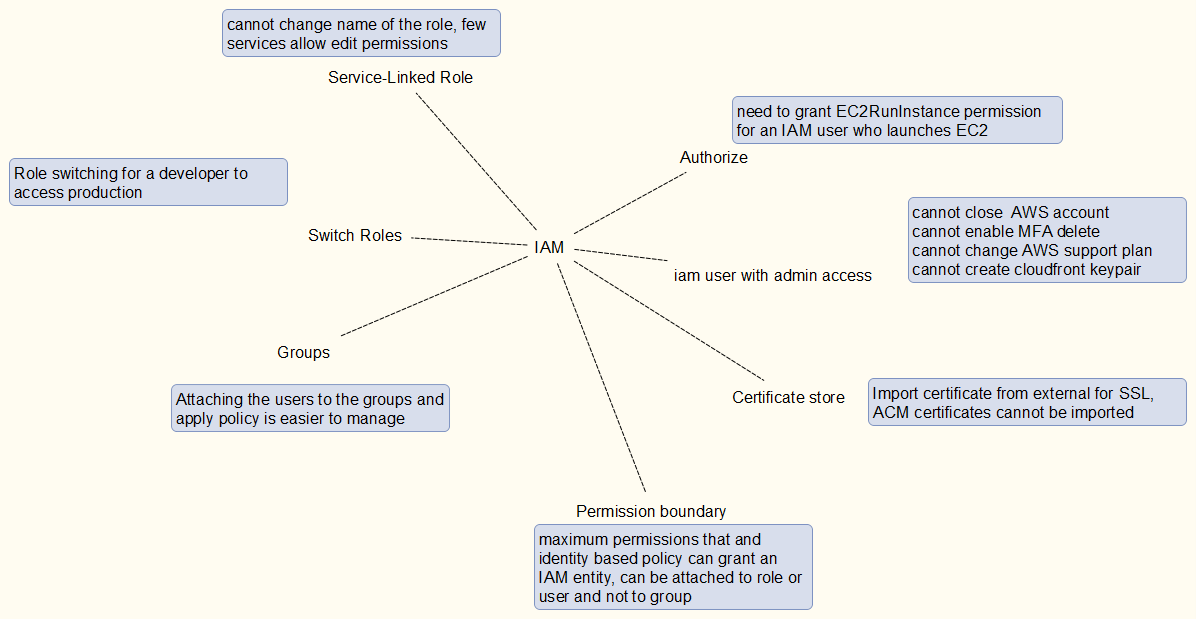 cannot change name of the role, few
services allow edit permissions
Service-Linked Role
need to grant EC2RunInstance permission
for an IAM user who launches EC2
Authorize
Role switching for a developer to
access production
Switch Roles
IAM
cannot close AWS account
cannot enable MFA delete
cannot change AWS support plan
cannot create cloudfront keypair
iam user with admin access
Groups
Attaching the users to the groups and
apply policy is easier to manage
Certificate store
Import certificate from external for SSL,
ACM certificates cannot be imported
Permission boundary
maximum permissions that and
identity based policy can grant an
IAM entity, can be attached to role or
user and not to group